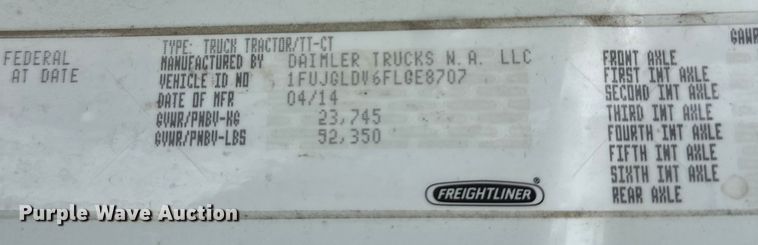 FEDERAL
AT DATE
TYPE: TRUCK TRACTOR/TT-CT
MANUFACTURED BY DAIMLER TRUCKS N.A. LLC
VEHICLE ID NO 1FUJGLDV6FLGE8707
DATE OF MFR 04/14
GVWR/PNBV-KG 23,745
GVWR/PNBV-LBS 52,350
GAWR
FRONT AXLE
FIRST INT AXLE
SECOND INT AXLE
THIRD INT AXLE
FOURTH INT AXLE
FIFTH INT AXLE
SIXTH INT AXLE
REAR AXLE
FREIGHTLINER®
Purple Wave Auction